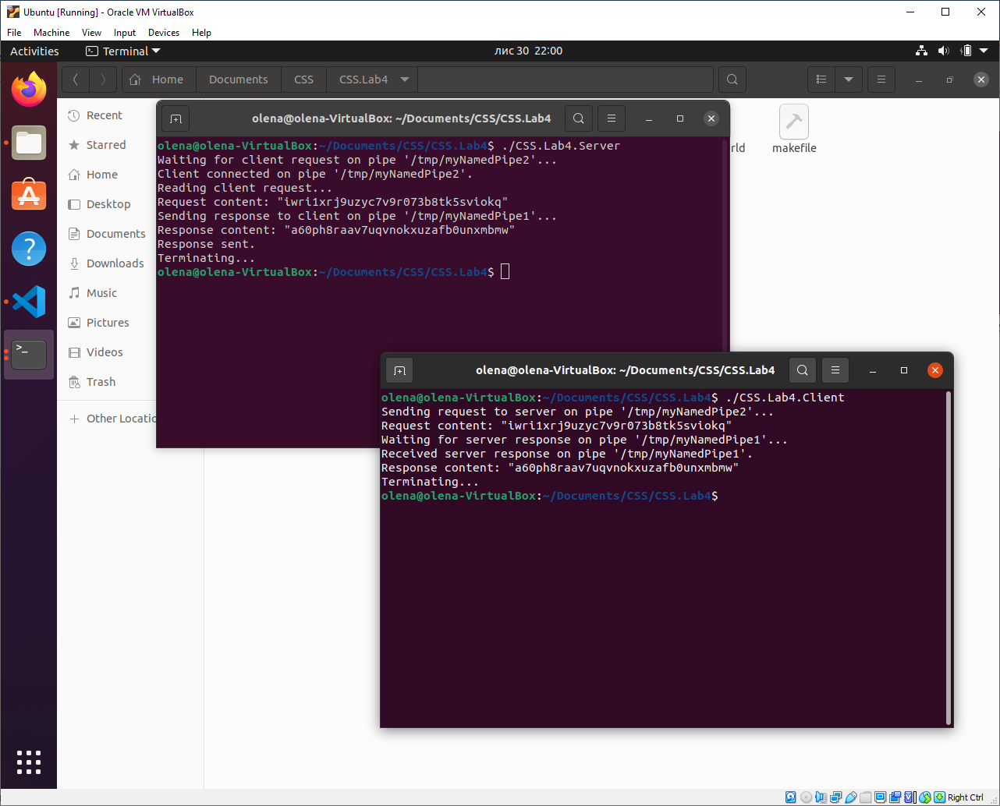 Ubuntu [Running] - Oracle VM VirtualBox
File Machine View Input Devices Help
Activities Terminal лис 30 22:00
Home Documents CSS CSS.Lab4
Recent
Starred
Home
Desktop
Documents
Downloads
Music
Pictures
Videos
Trash
Other Locatio
rld makefile
olena@olena-VirtualBox: ~/Documents/CSS/CSS.Lab4
olena@olena-VirtualBox:~/Documents/CSS/CSS.Lab4$ ./CSS.Lab4.Server
Waiting for client request on pipe '/tmp/myNamedPipe2'...
Client connected on pipe '/tmp/myNamedPipe2'.
Reading client request...
Request content: "iwri1xrj9uzyc7v9r073b8tk5sviokq"
Sending response to client on pipe '/tmp/myNamedPipe1'...
Response content: "a60ph8raav7uqvnokxuzafb0unxmbmw"
Response sent.
Terminating...
olena@olena-VirtualBox:~/Documents/CSS/CSS.Lab4$
olena@olena-VirtualBox: ~/Documents/CSS/CSS.Lab4
olena@olena-VirtualBox:~/Documents/CSS/CSS.Lab4$ ./CSS.Lab4.Client
Sending request to server on pipe '/tmp/myNamedPipe2'...
Request content: "iwri1xrj9uzyc7v9r073b8tk5sviokq"
Waiting for server response on pipe '/tmp/myNamedPipe1'...
Received server response on pipe '/tmp/myNamedPipe1'.
Response content: "a60ph8raav7uqvnokxuzafb0unxmbmw"
Terminating...
olena@olena-VirtualBox:~/Documents/CSS/CSS.Lab4$
Right Ctrl